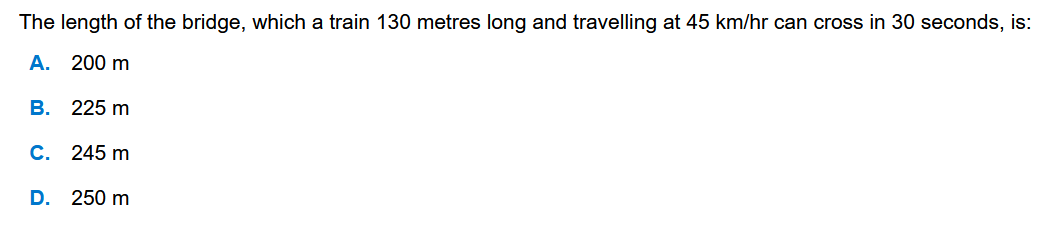 The length of the bridge, which a train 130 metres long and travelling at 45 km/hr can cross in 30 seconds, is:
A. 200 m
B. 225 m
C. 245 m
D. 250 m